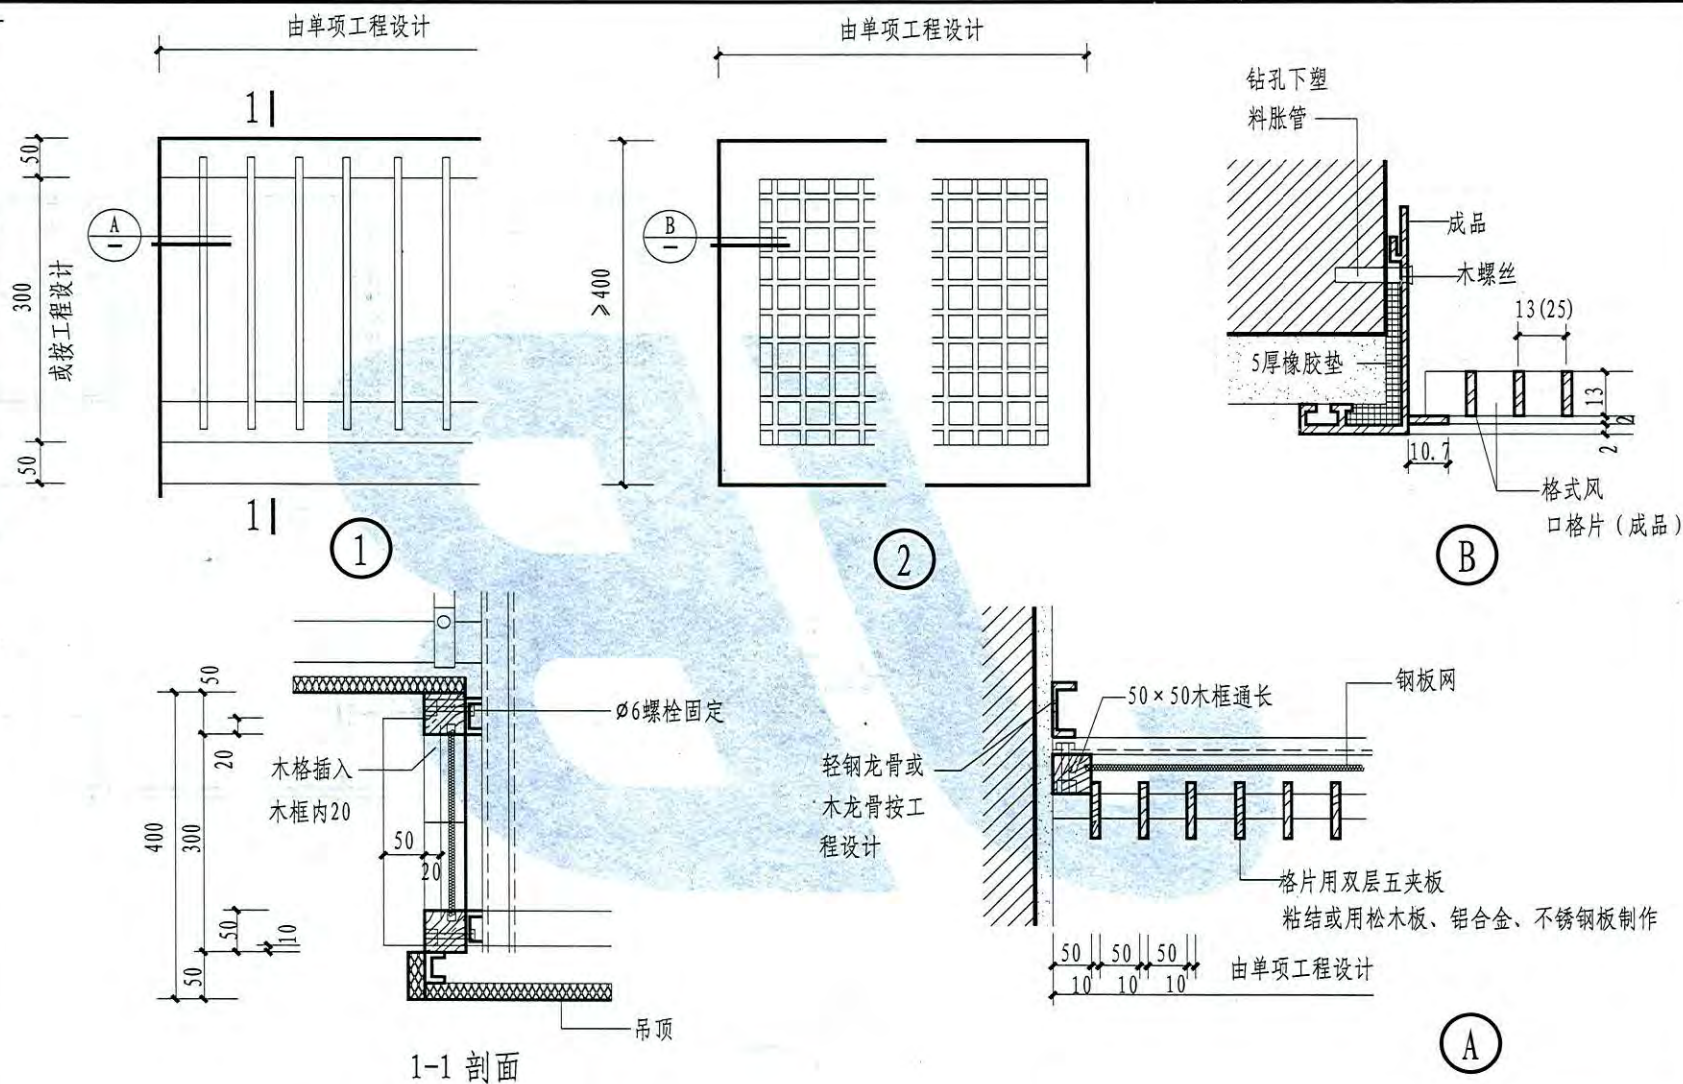 由单项工程设计
1
50
300
或按工程设计
50
A
–
1
①
由单项工程设计
≥400
B
–
②
钻孔下塑
料胀管
成品
木螺丝
13(25)
5厚橡胶垫
13
2
2
10.7
格式风
口格片(成品)
B
50
20
400
300
50
10
50
木格插入
木框内20
50
20
Ø6螺栓固定
吊顶
1-1 剖面
钢板网
50×50木框通长
轻钢龙骨或
木龙骨按工
程设计
格片用双层五夹板
粘结或用松木板、铝合金、不锈钢板制作
50 50 50
10 10 10
由单项工程设计
A